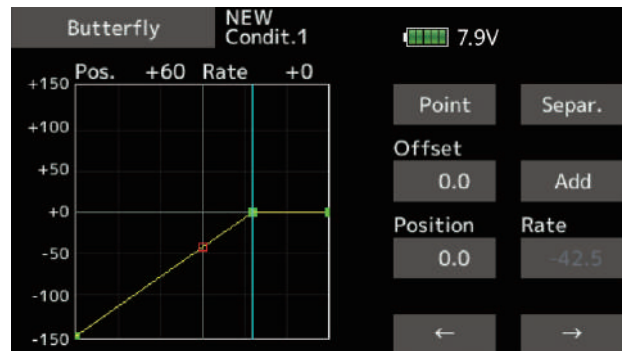 Butterfly
NEW
Condit.1
7.9V
Pos. +60 Rate +0
+150
+100
+50
+0
-50
-100
-150
Point Separ.
Offset
0.0 Add
Position Rate
0.0 -42.5
← →